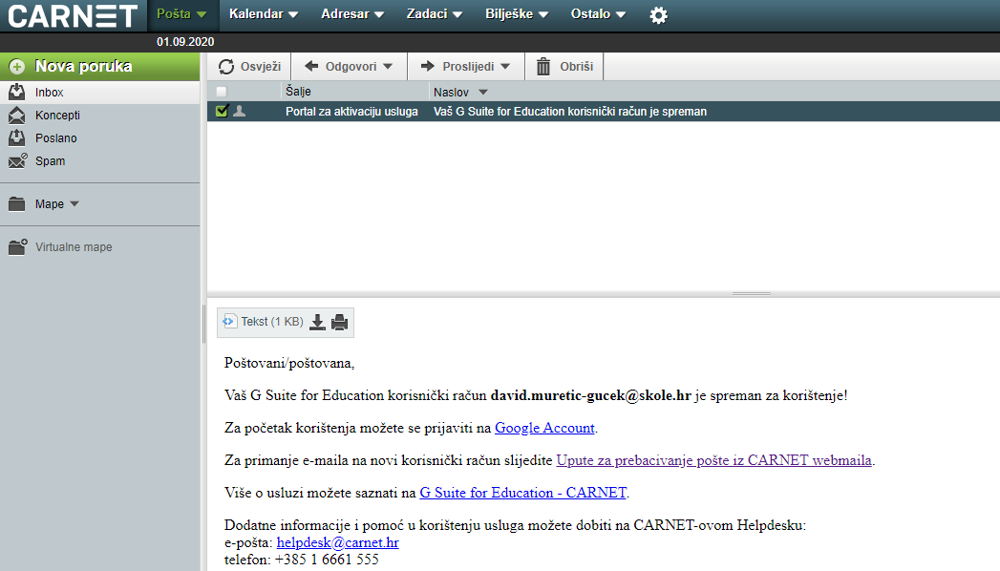 CARNET Pošta Kalendar Adresar Zadaci Bilješke Ostalo
01.09.2020
Nova poruka
Osvježi Odgovori Proslijedi Obriši
Inbox
Koncepti
Poslano
Spam
Mape
Virtualne mape
Šalje Naslov
Portal za aktivaciju usluga Vaš G Suite for Education korisnički račun je spreman
Tekst (1 KB)
Poštovani/poštovana,
Vaš G Suite for Education korisnički račun david.muretic-gucek@skole.hr je spreman za korištenje!
Za početak korištenja možete se prijaviti na Google Account.
Za primanje e-maila na novi korisnički račun slijedite Upute za prebacivanje pošte iz CARNET webmaila.
Više o usluzi možete saznati na G Suite for Education - CARNET.
Dodatne informacije i pomoć u korištenju usluga možete dobiti na CARNET-ovom Helpdesku:
e-pošta: helpdesk@carnet.hr
telefon: +385 1 6661 555